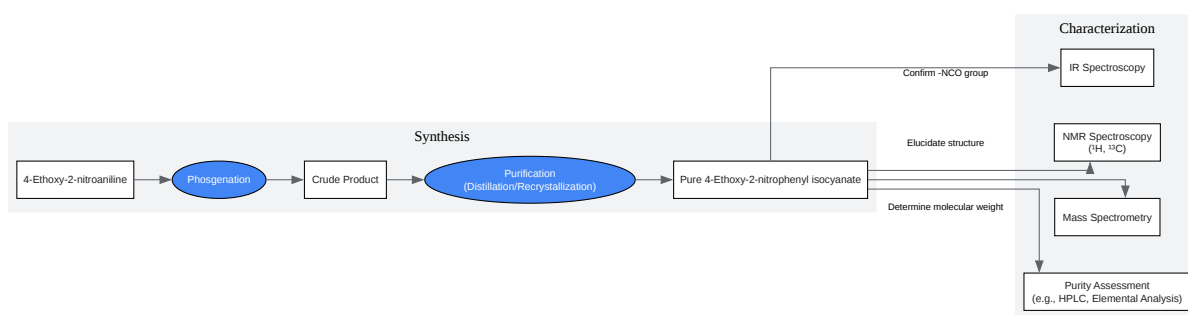 Characterization
IR Spectroscopy
Confirm -NCO group
Synthesis
NMR Spectroscopy
(¹H, ¹³C)
Elucidate structure
4-Ethoxy-2-nitroaniline
Phosgenation
Crude Product
Purification
(Distillation/Recrystallization)
Pure 4-Ethoxy-2-nitrophenyl isocyanate
Determine molecular weight
Mass Spectrometry
Purity Assessment
(e.g., HPLC, Elemental Analysis)